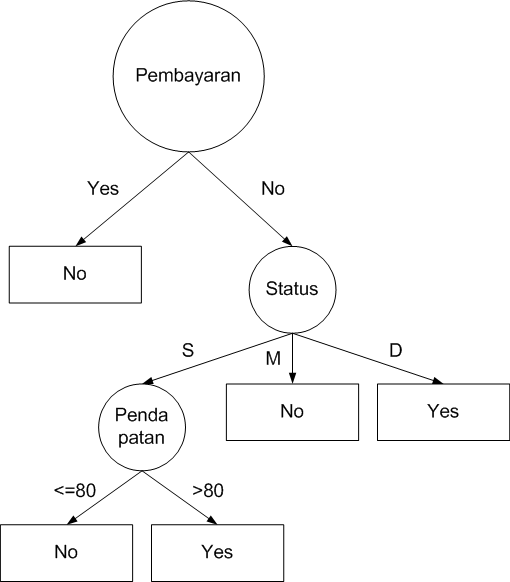 Pembayaran
Yes
No
No
Status
S
M
D
Penda
patan
No
Yes
<=80
>80
No
Yes